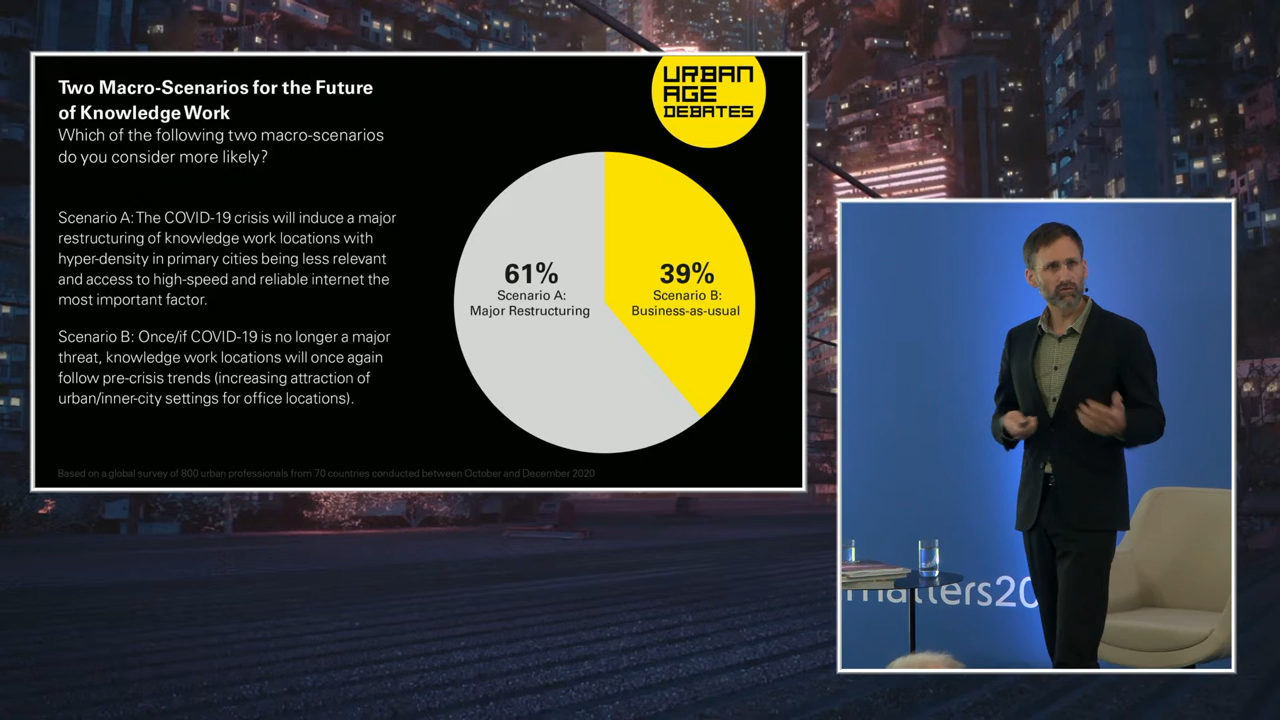 Two Macro-Scenarios for the Future
of Knowledge Work
Which of the following two macro-scenarios
do you consider more likely?
Scenario A: The COVID-19 crisis will induce a major
restructuring of knowledge work locations with
hyper-density in primary cities being less relevant
and access to high-speed and reliable internet the
most important factor.
Scenario B: Once/if COVID-19 is no longer a major
threat, knowledge work locations will once again
follow pre-crisis trends (increasing attraction of
urban/inner-city settings for office locations).
Based on a global survey of 800 urban professionals from 70 countries conducted between October and December 2020
URBAN
AGE
DEBATES
61%
Scenario A:
Major Restructuring
39%
Scenario B:
Business-as-usual
matters20